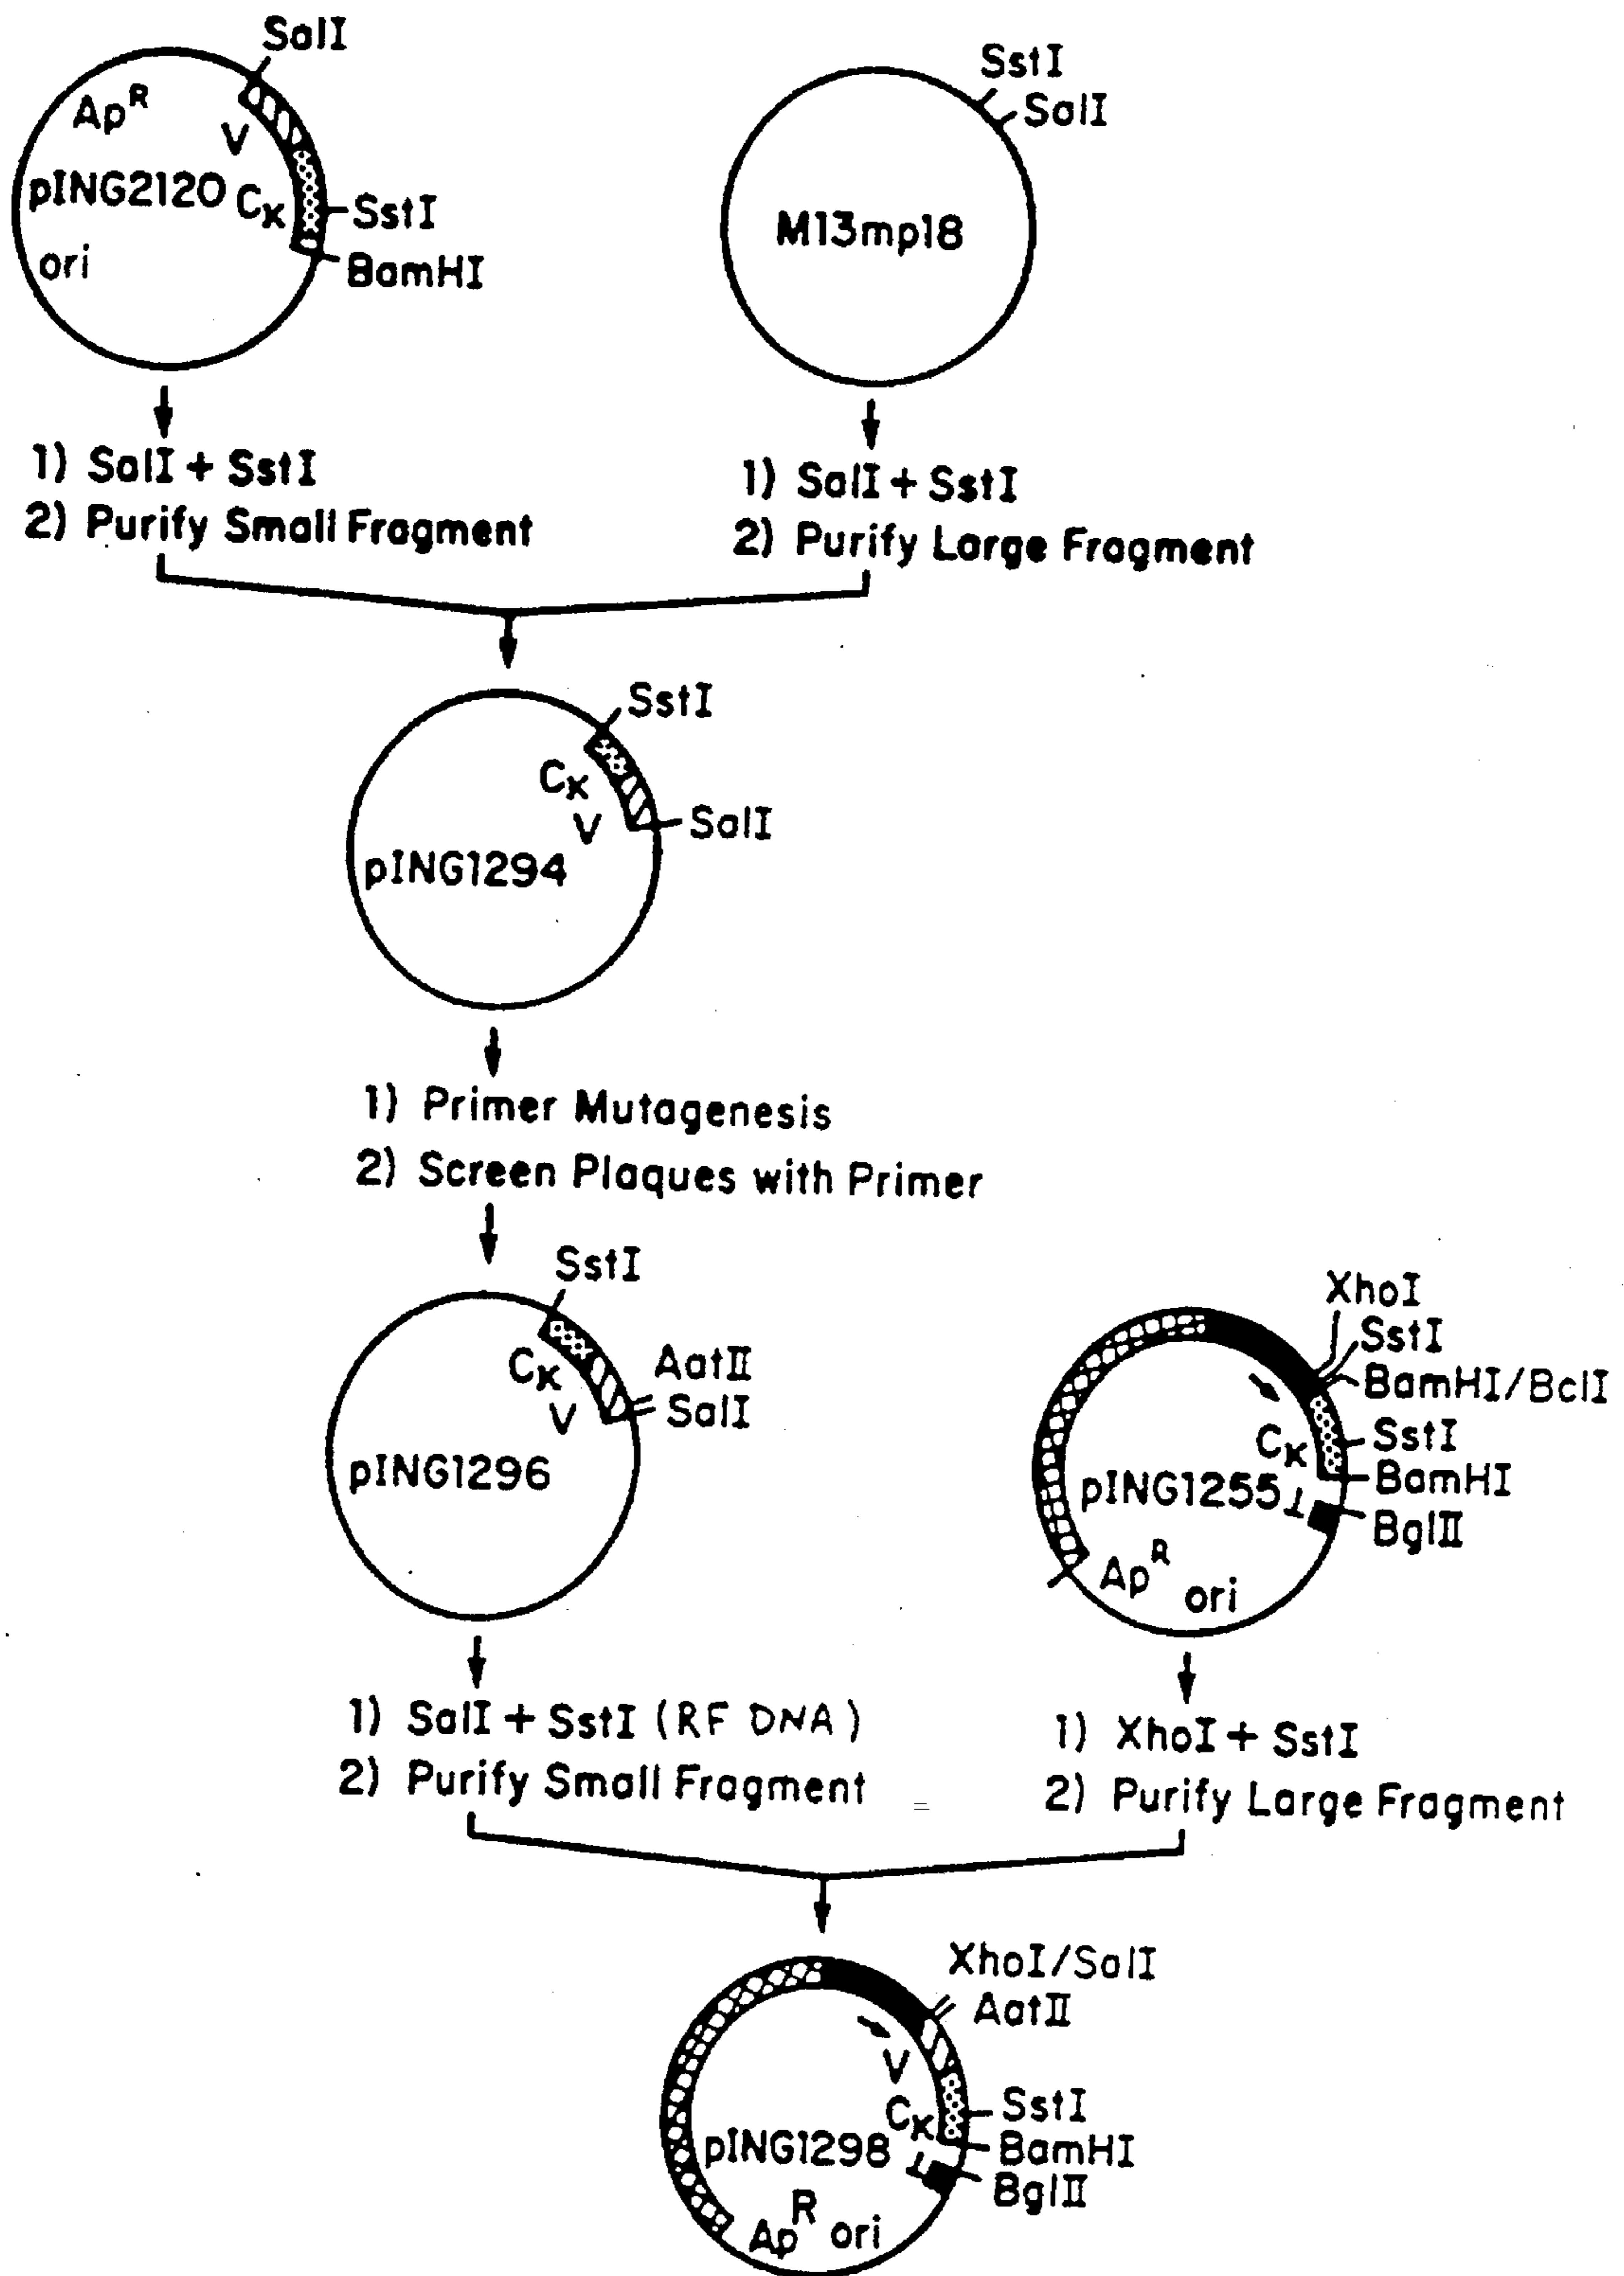 SalI
Ap^R
V
pING2120
Cκ
SstI
ori
BamHI
SstI
SalI
M13mp18
1) SalI + SstI
2) Purify Small Fragment
1) SalI + SstI
2) Purify Large Fragment
SstI
Cκ
V
SalI
pING1294
1) Primer Mutagenesis
2) Screen Plaques with Primer
SstI
Cκ
AatII
V
SalI
pING1296
XhoI
SstI
BamHI/BclI
Cκ
SstI
pING1255
BamHI
BglII
Ap^R
ori
1) SalI + SstI (RF DNA)
2) Purify Small Fragment
1) XhoI + SstI
2) Purify Large Fragment
XhoI/SalI
AatII
V
Cκ
SstI
pING1298
BamHI
BglII
Ap^R
ori